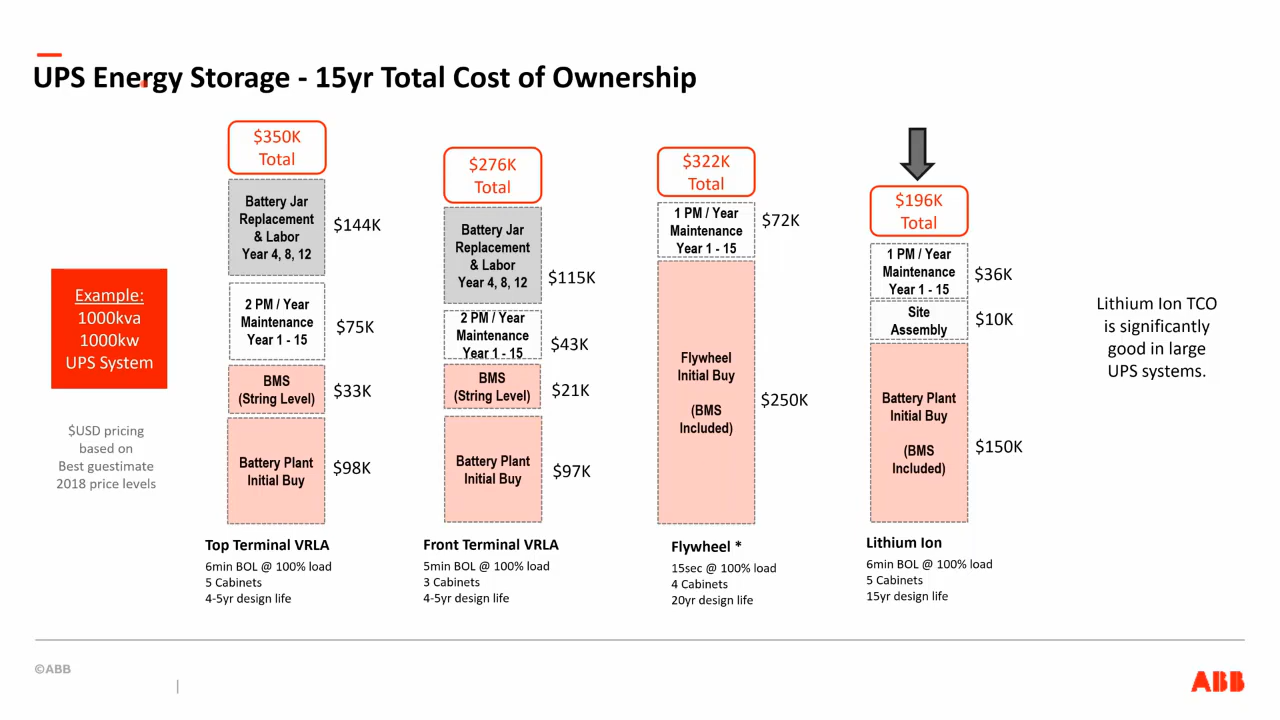 UPS Energy Storage - 15yr Total Cost of Ownership
Example:
1000kva
1000kw
UPS System
$USD pricing
based on
Best guestimate
2018 price levels
$350K
Total
Battery Jar
Replacement
& Labor
Year 4, 8, 12
$144K
2 PM / Year
Maintenance
Year 1 - 15
$75K
BMS
(String Level)
$33K
Battery Plant
Initial Buy
$98K
Top Terminal VRLA
6min BOL @ 100% load
5 Cabinets
4-5yr design life
$276K
Total
Battery Jar
Replacement
& Labor
Year 4, 8, 12
$115K
2 PM / Year
Maintenance
Year 1 - 15
$43K
BMS
(String Level)
$21K
Battery Plant
Initial Buy
$97K
Front Terminal VRLA
5min BOL @ 100% load
3 Cabinets
4-5yr design life
$322K
Total
1 PM / Year
Maintenance
Year 1 - 15
$72K
Flywheel
Initial Buy
(BMS
Included)
$250K
Flywheel *
15sec @ 100% load
4 Cabinets
20yr design life
$196K
Total
1 PM / Year
Maintenance
Year 1 - 15
$36K
Site
Assembly
$10K
Battery Plant
Initial Buy
(BMS
Included)
$150K
Lithium Ion
6min BOL @ 100% load
5 Cabinets
15yr design life
Lithium Ion TCO
is significantly
good in large
UPS systems.
©ABB
|
ABB